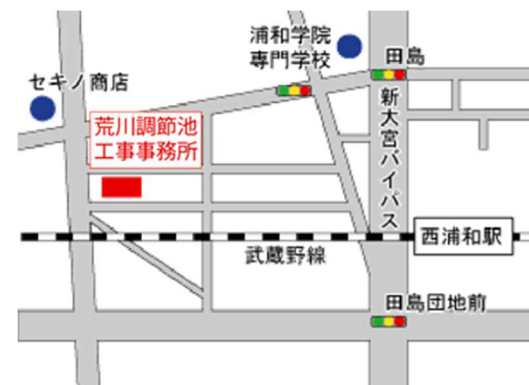 浦和学院
専門学校
田島
セキノ商店
荒川調節池
工事事務所
新大宮バイパス
西浦和駅
武蔵野線
田島団地前